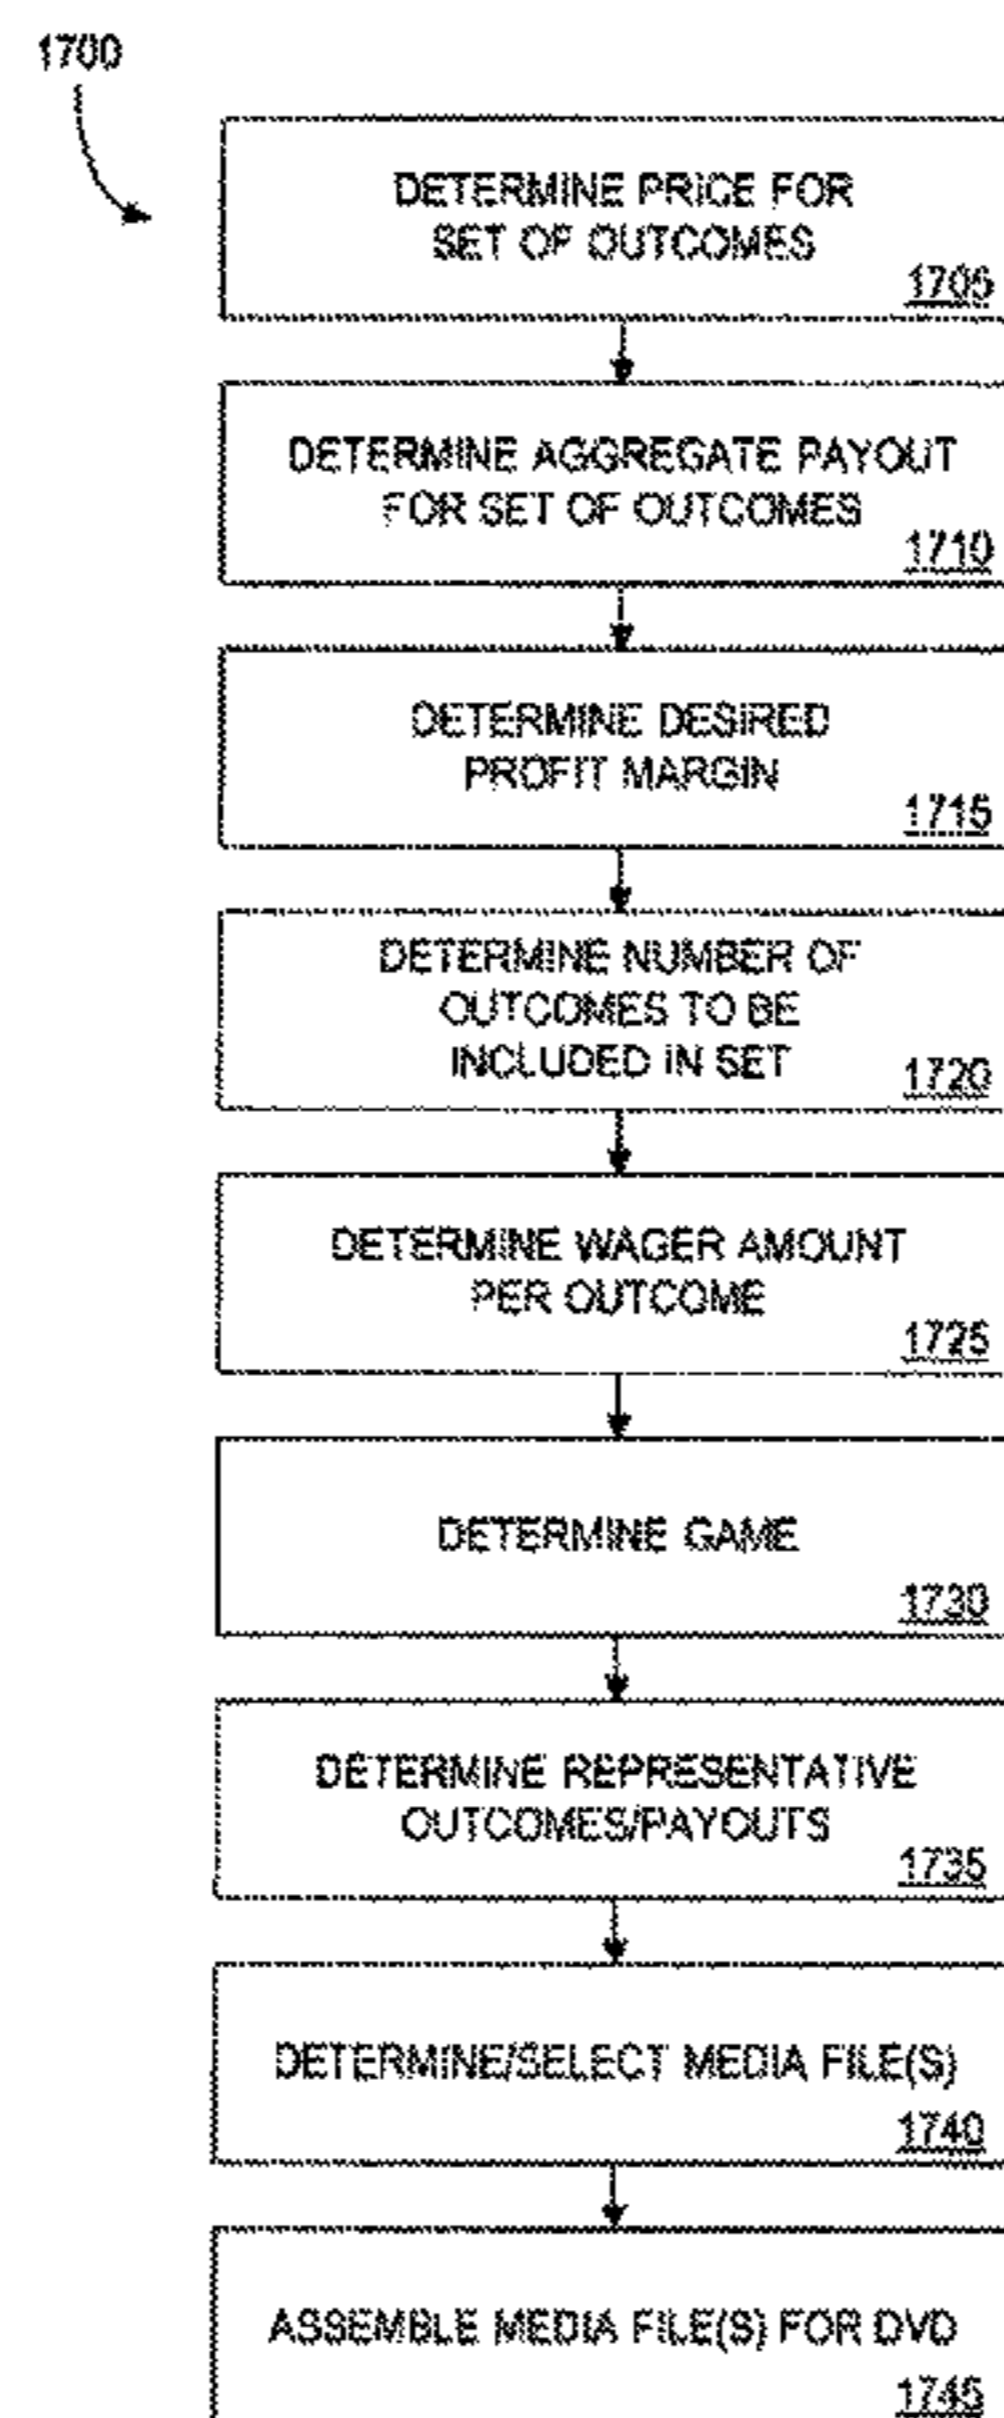 1700
DETERMINE PRICE FOR
SET OF OUTCOMES
1705
DETERMINE AGGREGATE PAYOUT
FOR SET OF OUTCOMES
1710
DETERMINE DESIRED
PROFIT MARGIN
1715
DETERMINE NUMBER OF
OUTCOMES TO BE
INCLUDED IN SET
1720
DETERMINE WAGER AMOUNT
PER OUTCOME
1725
DETERMINE GAME
1730
DETERMINE REPRESENTATIVE
OUTCOMES/PAYOUTS
1735
DETERMINE/SELECT MEDIA FILE(S)
1740
ASSEMBLE MEDIA FILE(S) FOR DVD
1745